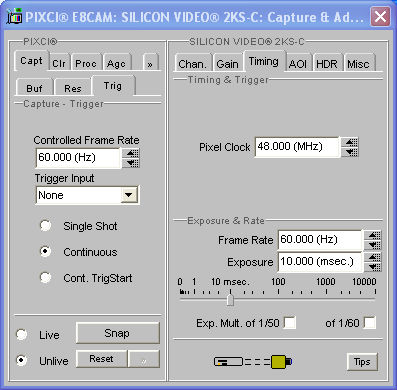 PIXCI® E8CAM: SILICON VIDEO® 2KS-C: Capture & Ad...
PIXCI®
Capt Clr Proc Agc »
Buf Res Trig
Capture - Trigger
Controlled Frame Rate
60.000 (Hz)
Trigger Input
None
Single Shot
Continuous
Cont. TrigStart
Live
Snap
Unlive
Reset »
SILICON VIDEO® 2KS-C
Chan. Gain Timing AOI HDR Misc
Timing & Trigger
Pixel Clock 48.000 (MHz)
Exposure & Rate
Frame Rate 60.000 (Hz)
Exposure 10.000 (msec.)
0 1 10 msec. 100 1000 10000
Exp. Mult. of 1/50 of 1/60
Tips